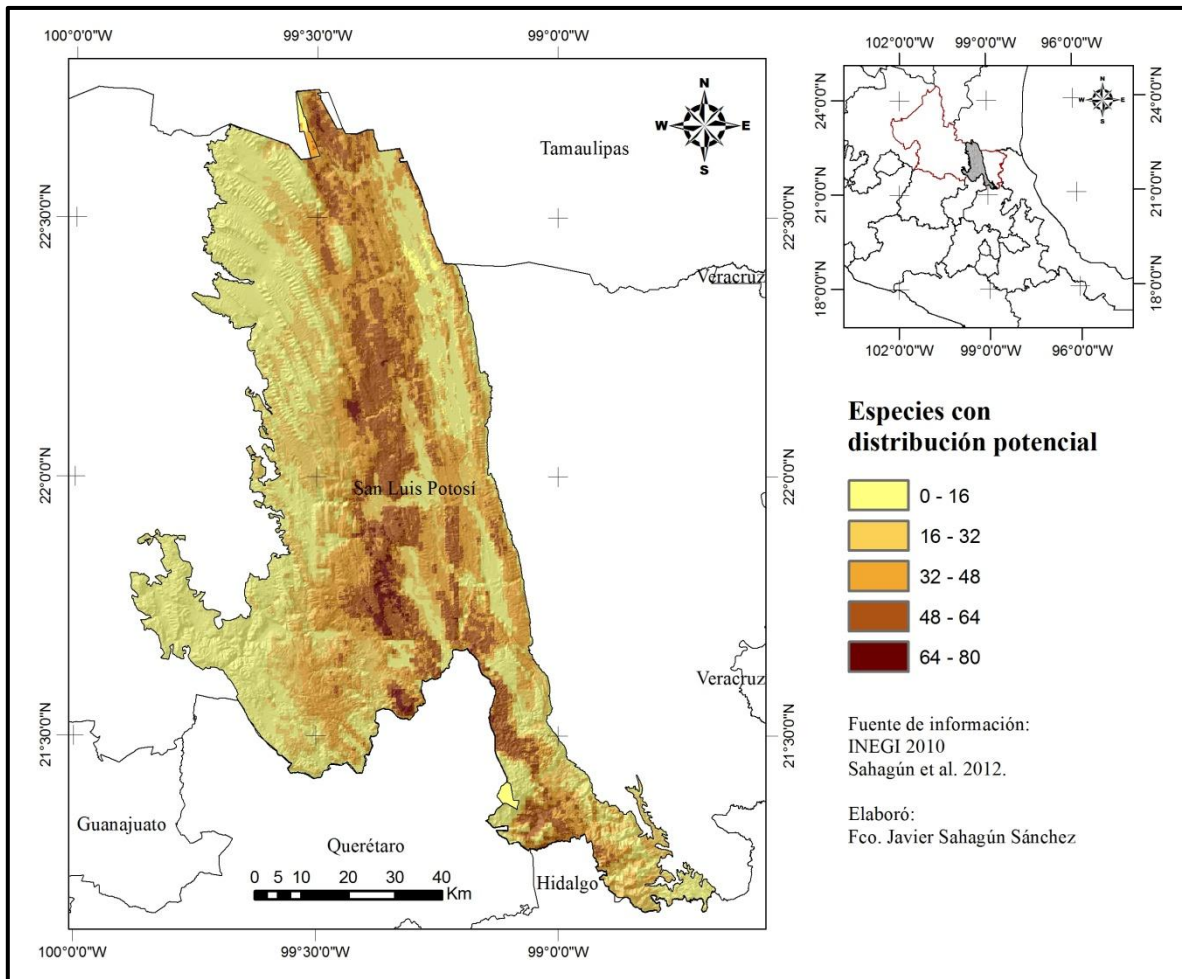 100°0'0"W
99°30'0"W
99°0'0"W
22°30'0"N
22°0'0"N
21°30'0"N
N
W
E
S
Tamaulipas
Veracruz
San Luis Potosí
Veracruz
Guanajuato
Querétaro
Hidalgo
0 5 10 20 30 40
Km
22°30'0"N
22°0'0"N
21°30'0"N
100°0'0"W
99°30'0"W
99°0'0"W
102°0'0"W
99°0'0"W
96°0'0"W
24°0'0"N
21°0'0"N
18°0'0"N
N
W
E
S
24°0'0"N
21°0'0"N
18°0'0"N
102°0'0"W
99°0'0"W
96°0'0"W
Especies con
distribución potencial
0 - 16
16 - 32
32 - 48
48 - 64
64 - 80
Fuente de información:
INEGI 2010
Sahagún et al. 2012.
Elaboró:
Fco. Javier Sahagún Sánchez